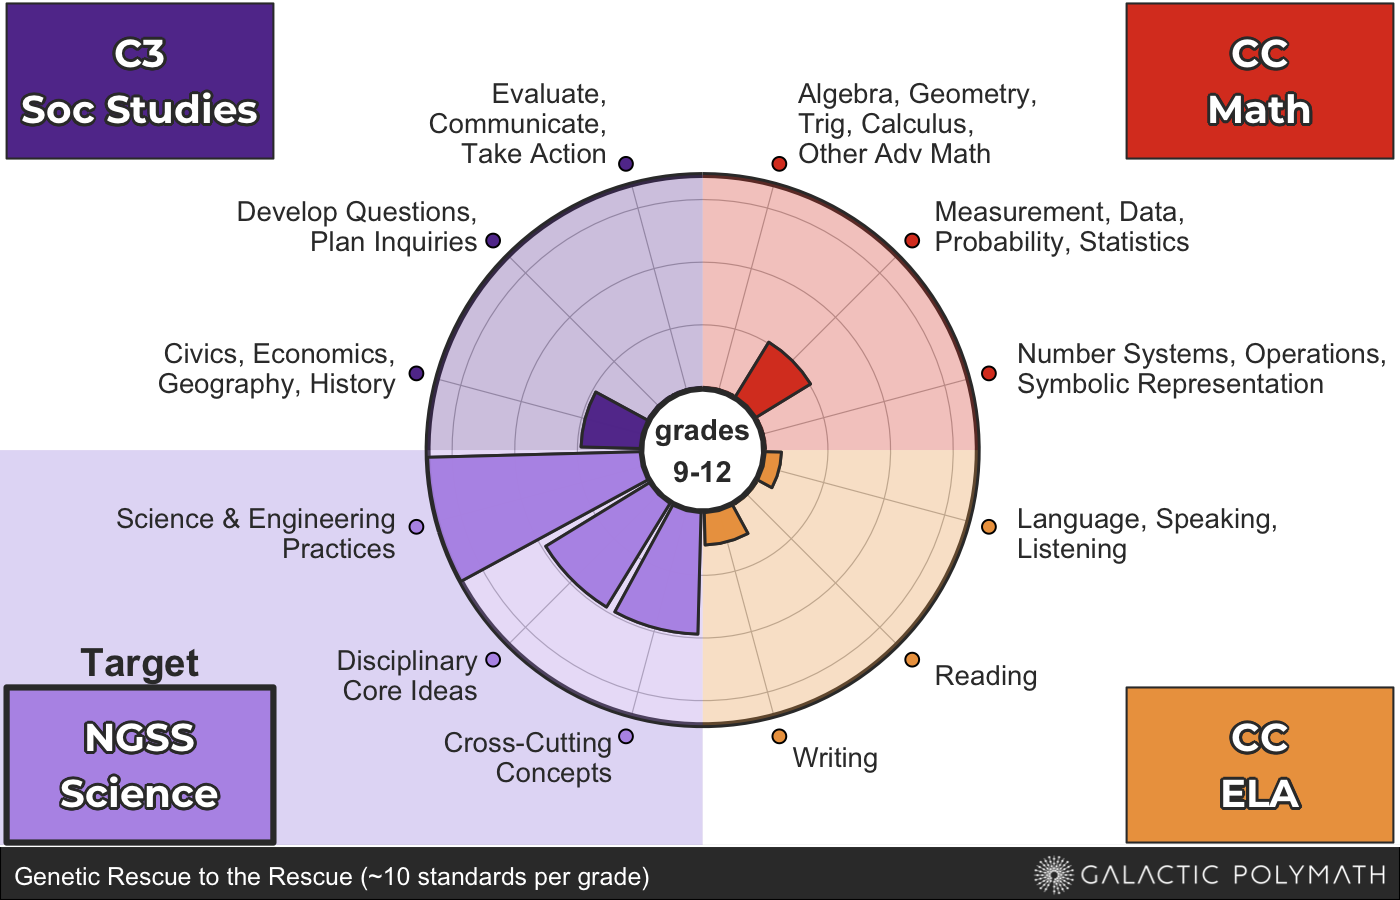 C3
Soc Studies
CC
Math
Evaluate,
Communicate,
Take Action
Algebra, Geometry,
Trig, Calculus,
Other Adv Math
Develop Questions,
Plan Inquiries
Measurement, Data,
Probability, Statistics
Civics, Economics,
Geography, History
Number Systems, Operations,
Symbolic Representation
grades
9-12
Science & Engineering
Practices
Language, Speaking,
Listening
Disciplinary
Core Ideas
Reading
Cross-Cutting
Concepts
Writing
Target
NGSS
Science
CC
ELA
Genetic Rescue to the Rescue (~10 standards per grade)
GALACTIC POLYMATH